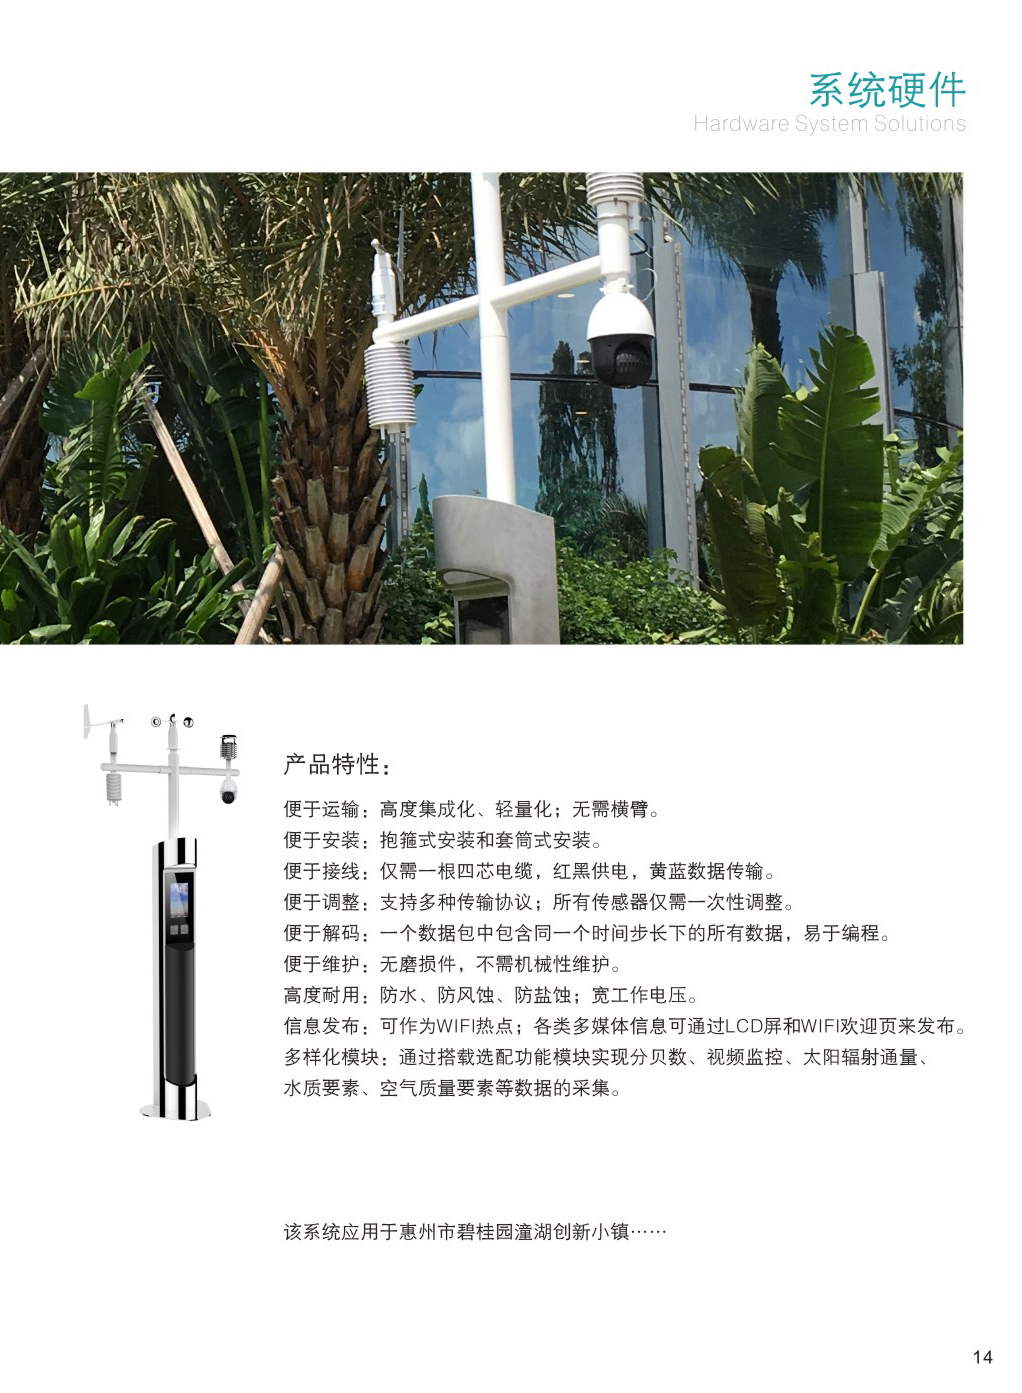 系统硬件
Hardware System Solutions
产品特性：
便于运输：高度集成化、轻量化；无需横臂。
便于安装：抱箍式安装和套筒式安装。
便于接线：仅需一根四芯电缆，红黑供电，黄蓝数据传输。
便于调整：支持多种传输协议；所有传感器仅需一次性调整。
便于解码：一个数据包中包含同一个时间步长下的所有数据，易于编程。
便于维护：无磨损件，不需机械性维护。
高度耐用：防水、防风蚀、防盐蚀；宽工作电压。
信息发布：可作为WIFI热点；各类多媒体信息可通过LCD屏和WIFI欢迎页来发布。
多样化模块：通过搭载选配功能模块实现分贝数、视频监控、太阳辐射通量、
水质要素、空气质量要素等数据的采集。
该系统应用于惠州市碧桂园潼湖创新小镇……
14